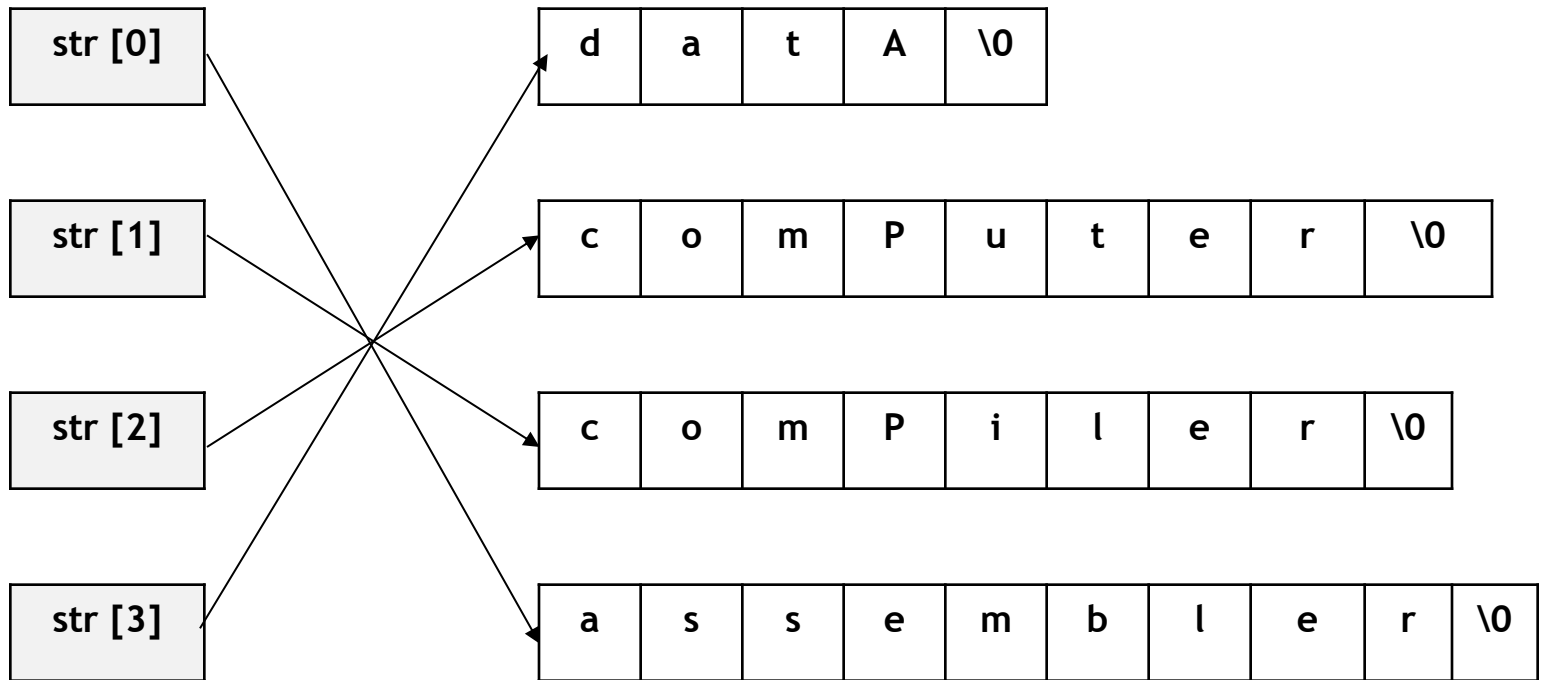 str [0] d a t A \0
str [1] c o m P u t e r \0
str [2] c o m P i l e r \0
str [3] a s s e m b l e r \0